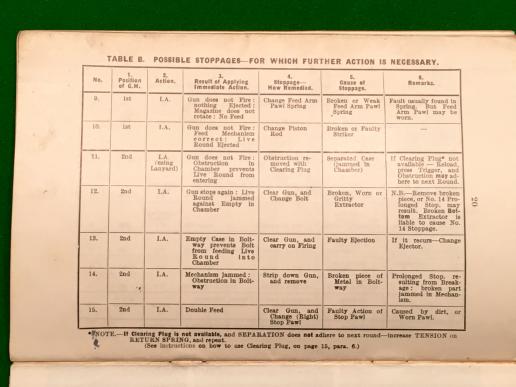 TABLE B. POSSIBLE STOPPAGES—FOR WHICH FURTHER ACTION IS NECESSARY.
No. 1. Position of C.H. 2. Action. 3. Result of Applying Immediate Action. 4. Stoppage—How Remedied. 5. Cause of Stoppage. 6. Remarks.
9. 1st I.A. Gun does not Fire: nothing Ejected; Magazine does not rotate: No Feed Change Feed Arm Pawl Spring Broken or Weak Feed Arm Pawl Spring Fault usually found in Spring. But Feed Arm Pawl may be worn.
10. 1st I.A. Gun does not Fire: Feed Mechanism correct: Live Round Ejected Change Piston Rod Broken or Faulty Striker —
11. 2nd I.A. (using Lanyard) Gun does not Fire: Obstruction in Chamber prevents Live Round from entering Obstruction removed with Clearing Plug Separated Case (jammed in Chamber) If Clearing Plug* not available — Reload, press Trigger, and Obstruction may adhere to next Round.
12. 2nd I.A. Gun stops again: Live Round jammed against Empty in Chamber Clear Gun, and Change Bolt Broken, Worn or Gritty Extractor N.B.—Remove broken piece, or No. 14 Prolonged Stop. may result. Broken Bottom Extractor is liable to cause No. 14 Stoppage.
13. 2nd I.A. Empty Case in Boltway prevents Bolt from feeding Live Round into Chamber Clear Gun, and carry on Firing Faulty Ejection If it recurs—Change Ejector.
14. 2nd I.A. Mechanism jammed: Obstruction in Boltway Strip down Gun, and remove Broken piece of Metal in Boltway Prolonged Stop, resulting from Breakage: broken part jammed in Mechanism.
15. 2nd I.A. Double Feed Clear Gun, and Change (Right) Stop Pawl Faulty Action of Stop Pawl Caused by dirt, or Worn Pawl.
*NOTE.—If Clearing Plug is not available, and SEPARATION does not adhere to next round—increase TENSION on
RETURN SPRING, and repeat.
(See instructions on how to use Clearing Plug, on page 15, para. 6.)
20